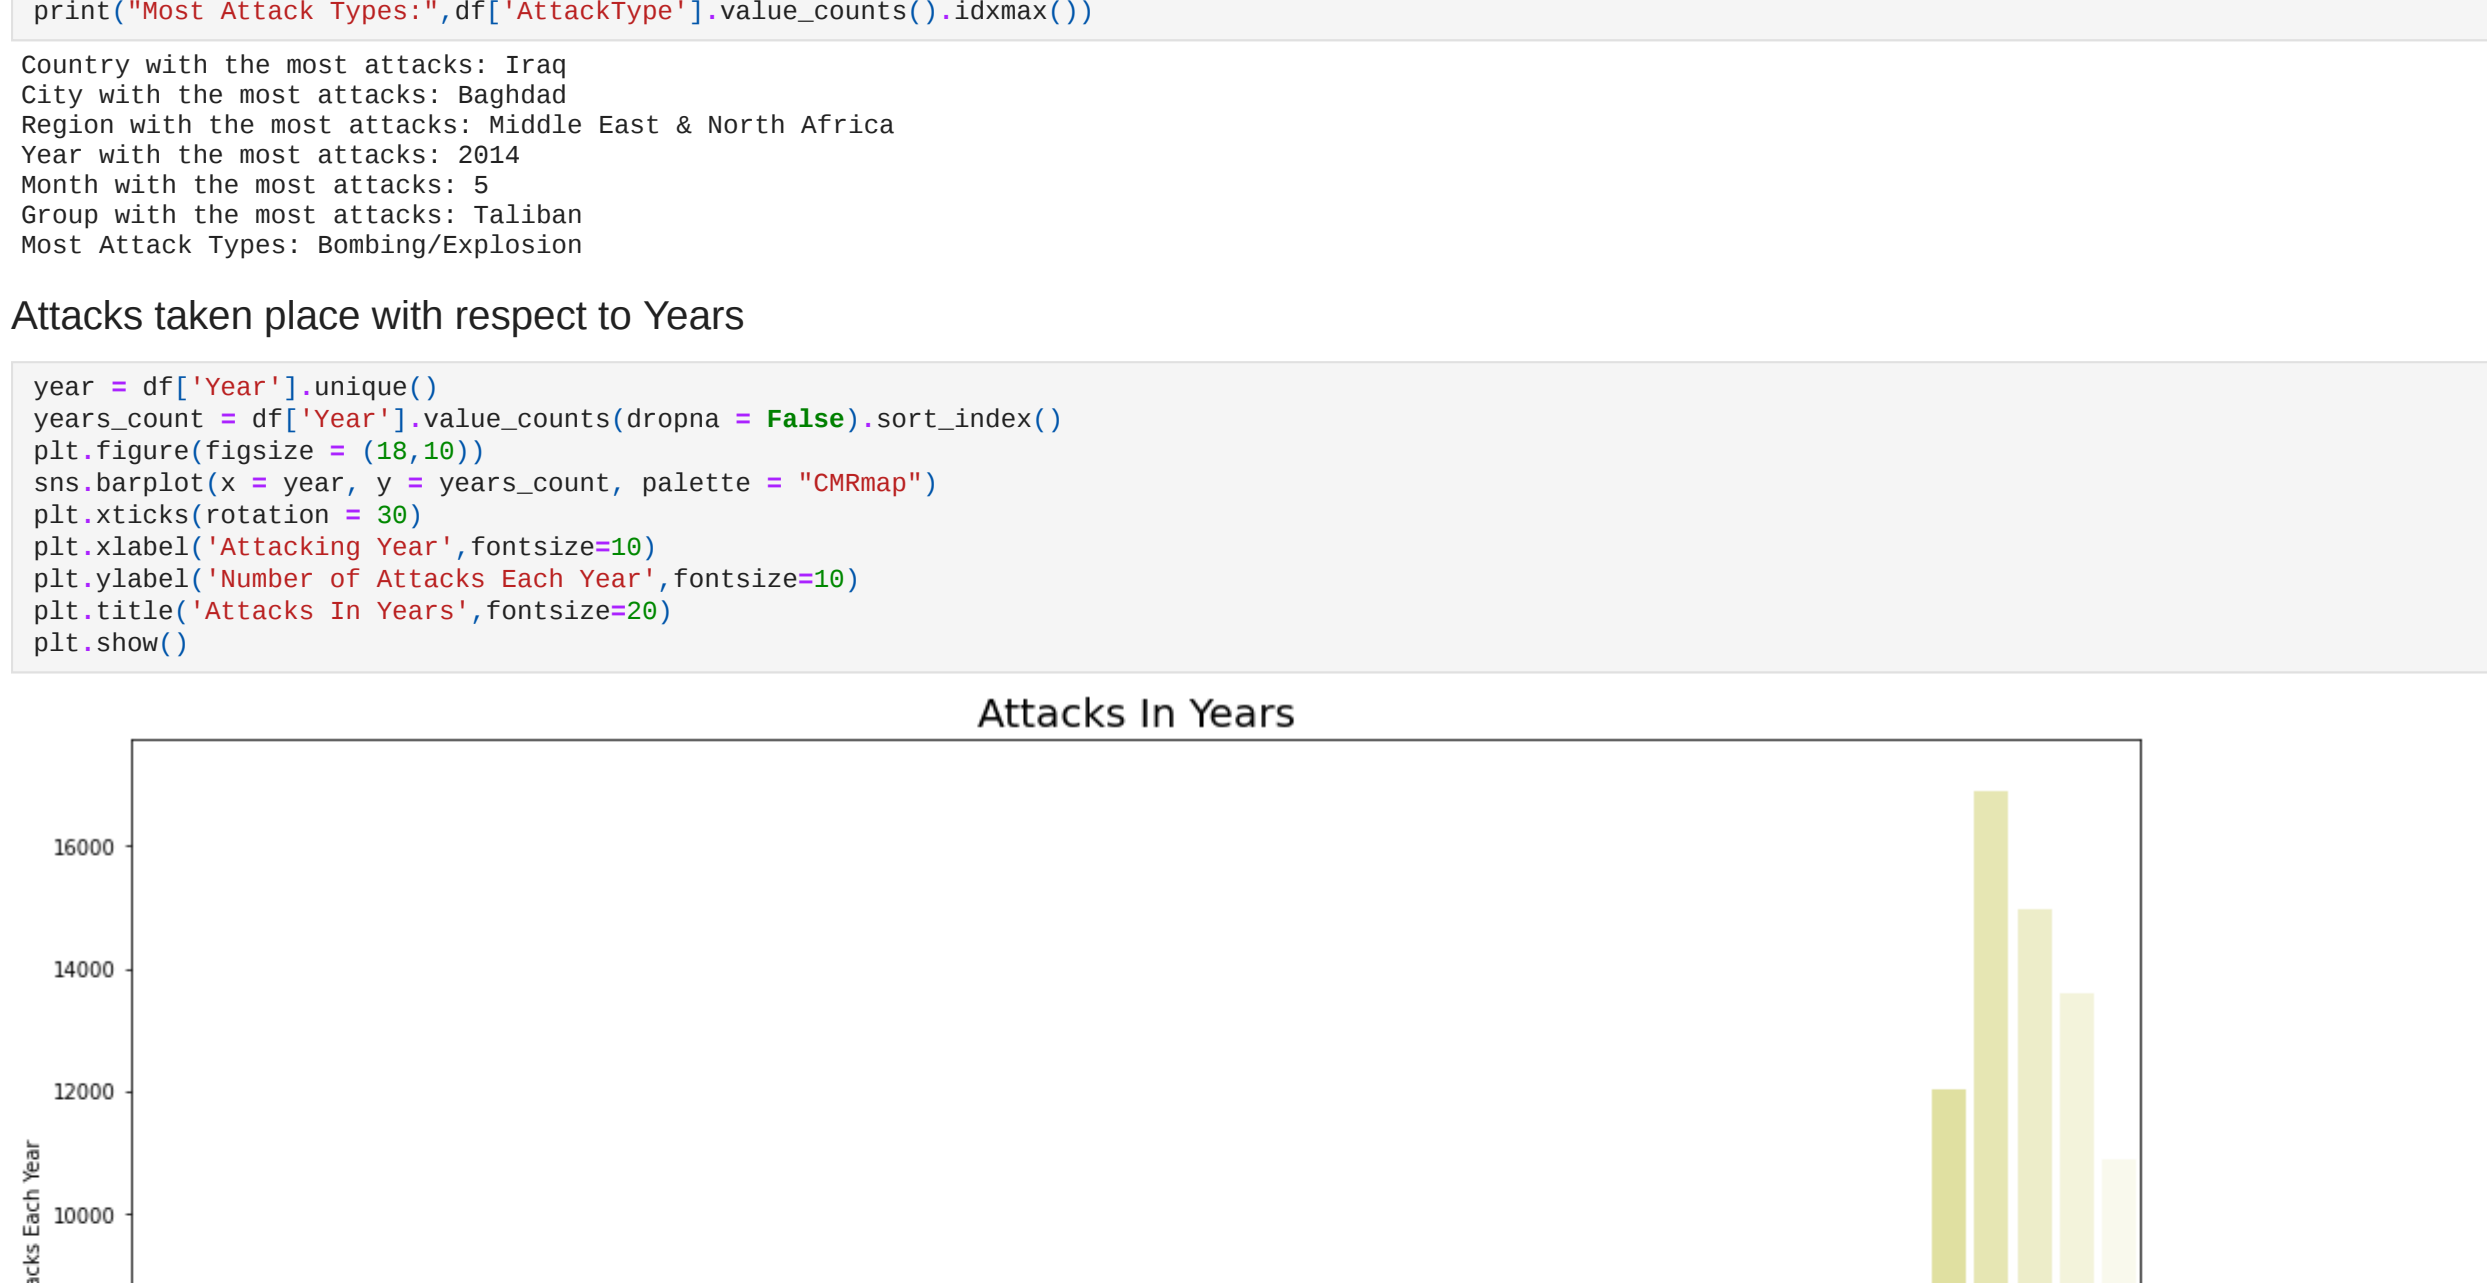 print("Most Attack Types:",df['AttackType'].value_counts().idxmax())
Country with the most attacks: Iraq
City with the most attacks: Baghdad
Region with the most attacks: Middle East & North Africa
Year with the most attacks: 2014
Month with the most attacks: 5
Group with the most attacks: Taliban
Most Attack Types: Bombing/Explosion
Attacks taken place with respect to Years
year = df['Year'].unique()
years_count = df['Year'].value_counts(dropna = False).sort_index()
plt.figure(figsize = (18,10))
sns.barplot(x = year, y = years_count, palette = "CMRmap")
plt.xticks(rotation = 30)
plt.xlabel('Attacking Year',fontsize=10)
plt.ylabel('Number of Attacks Each Year',fontsize=10)
plt.title('Attacks In Years',fontsize=20)
plt.show()
Attacks In Years
16000
14000
12000
10000
acks Each Year